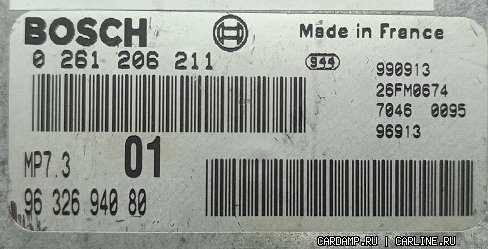 BOSCH
Made in France
0 261 206 211
944
990913
26FM0674
7046 0095
96913
MP7.3
01
96 326 940 80
CARDAMP.RU | CARLINE.RU